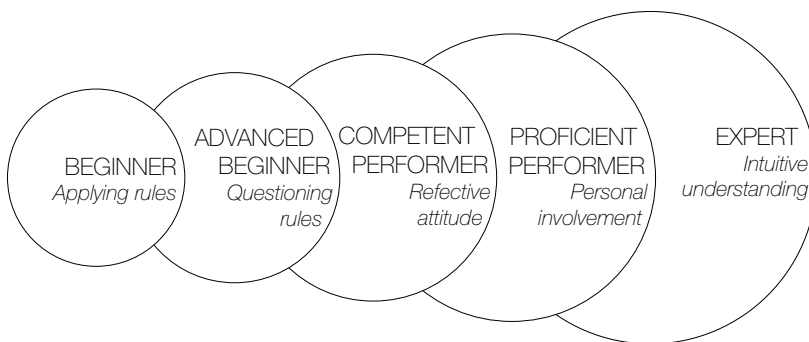 BEGINNER
Applying rules
ADVANCED
BEGINNER
Questioning
rules
COMPETENT
PERFORMER
Refective
attitude
PROFICIENT
PERFORMER
Personal
involvement
EXPERT
Intuitive
understanding